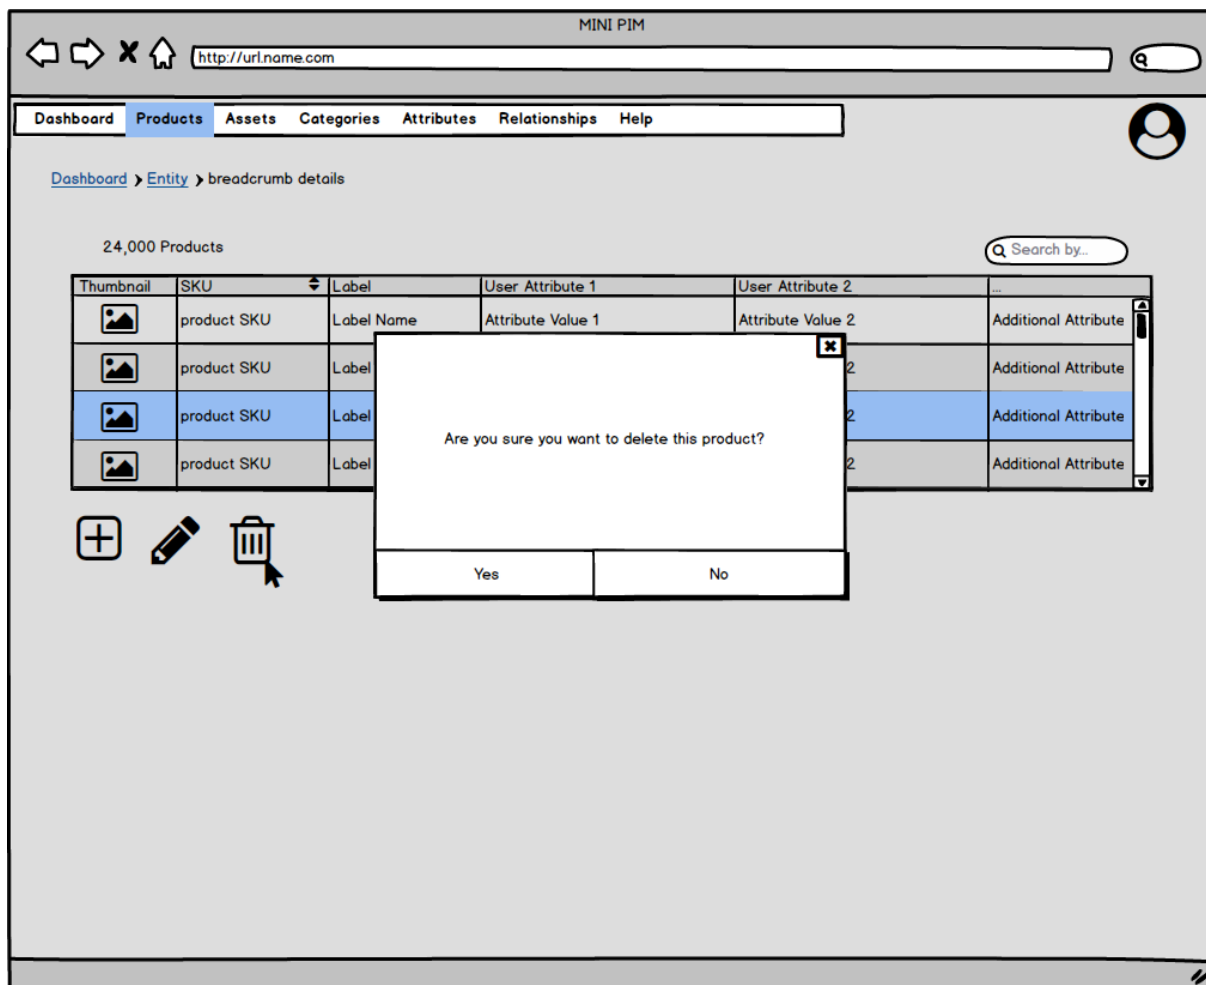 MINI PIM
http://url.name.com
Dashboard Products Assets Categories Attributes Relationships Help
Dashboard Entity breadcrumb details
24,000 Products
Search by...
Thumbnail SKU Label User Attribute 1 User Attribute 2 ...
product SKU Label Name Attribute Value 1 Attribute Value 2 Additional Attribute
product SKU Label 2 Additional Attribute
product SKU Label 2 Additional Attribute
product SKU Label 2 Additional Attribute
Are you sure you want to delete this product?
Yes No